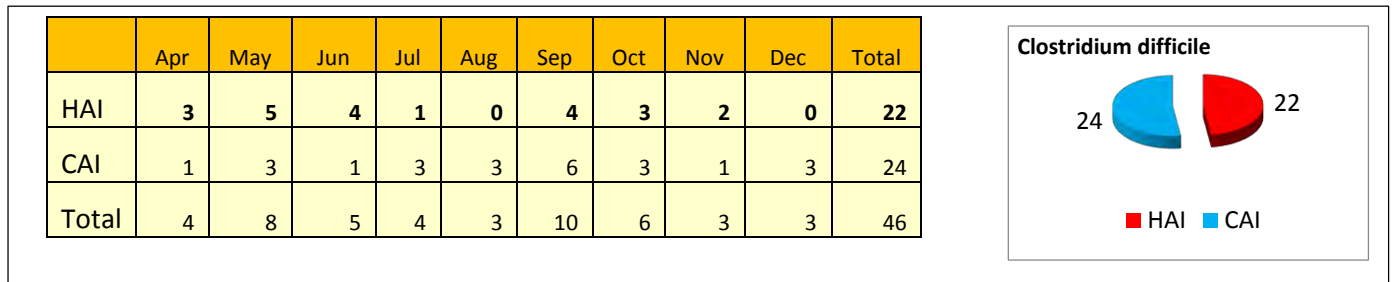 Apr May Jun Jul Aug Sep Oct Nov Dec Total
HAI 3 5 4 1 0 4 3 2 0 22
CAI 1 3 1 3 3 6 3 1 3 24
Total 4 8 5 4 3 10 6 3 3 46
Clostridium difficile
24 22
HAI CAI